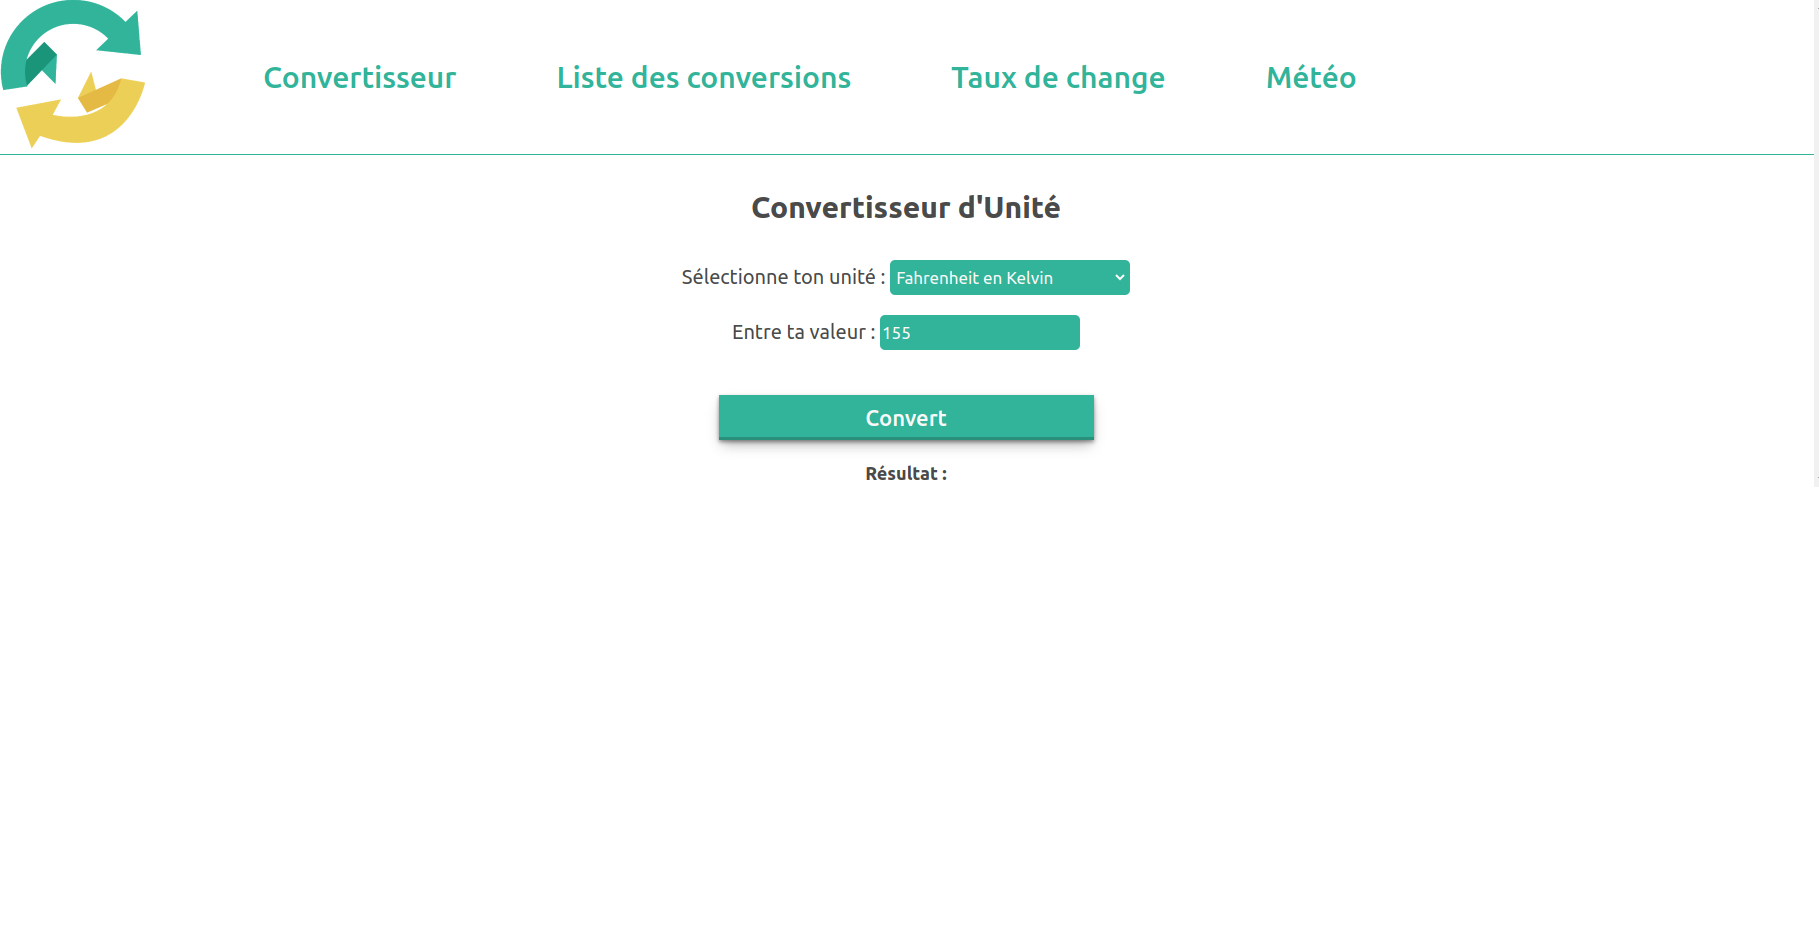 Convertisseur Liste des conversions Taux de change Météo
Convertisseur d'Unité
Sélectionne ton unité : Fahrenheit en Kelvin
Entre ta valeur : 155
Convert
Résultat :